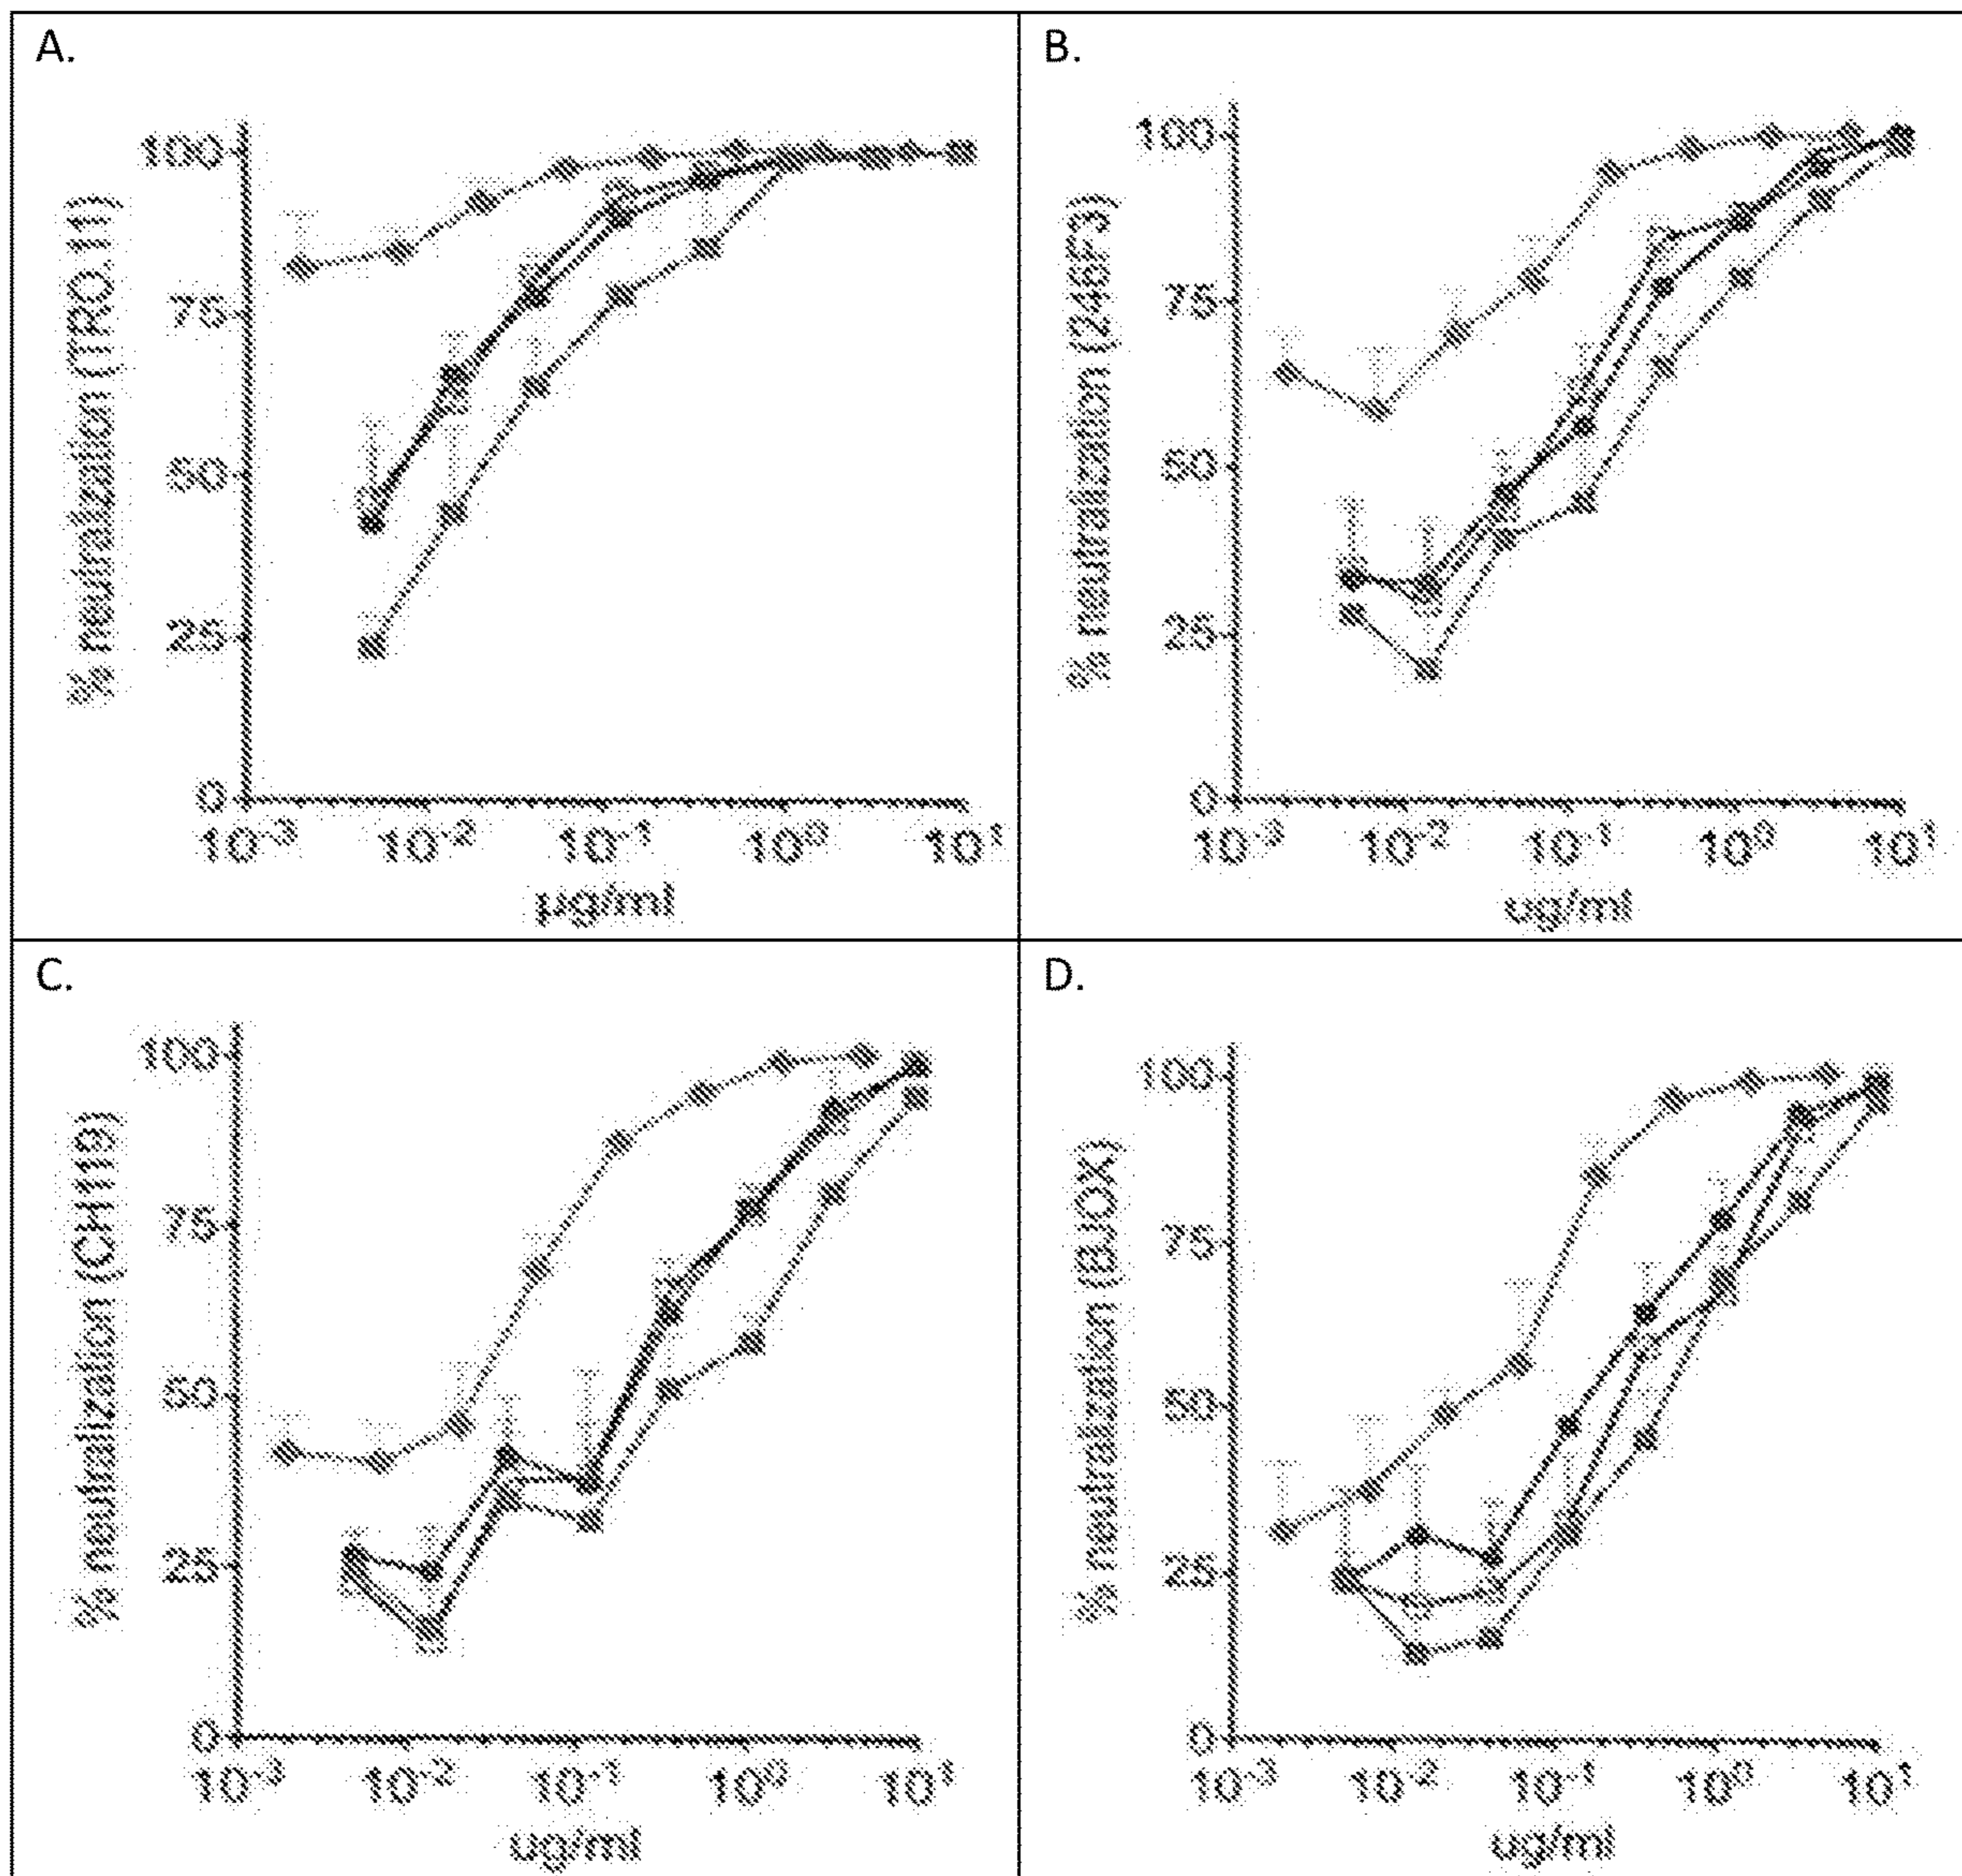 A.
% neutralization (TRO.11)
100
75
50
25
0
10⁻³ 10⁻² 10⁻¹ 10⁰ 10¹
µg/ml
B.
% neutralization (246F3)
100
75
50
25
0
10⁻³ 10⁻² 10⁻¹ 10⁰ 10¹
ug/ml
C.
% neutralization (CH119)
100
75
50
25
0
10⁻³ 10⁻² 10⁻¹ 10⁰ 10¹
ug/ml
D.
% neutralization (BJOX)
100
75
50
25
0
10⁻³ 10⁻² 10⁻¹ 10⁰ 10¹
ug/ml